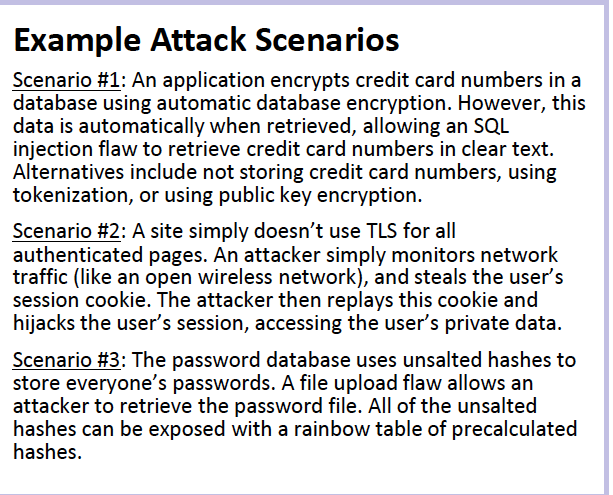 Example Attack Scenarios
Scenario #1: An application encrypts credit card numbers in a
database using automatic database encryption. However, this
data is automatically when retrieved, allowing an SQL
injection flaw to retrieve credit card numbers in clear text.
Alternatives include not storing credit card numbers, using
tokenization, or using public key encryption.
Scenario #2: A site simply doesn’t use TLS for all
authenticated pages. An attacker simply monitors network
traffic (like an open wireless network), and steals the user’s
session cookie. The attacker then replays this cookie and
hijacks the user’s session, accessing the user’s private data.
Scenario #3: The password database uses unsalted hashes to
store everyone’s passwords. A file upload flaw allows an
attacker to retrieve the password file. All of the unsalted
hashes can be exposed with a rainbow table of precalculated
hashes.